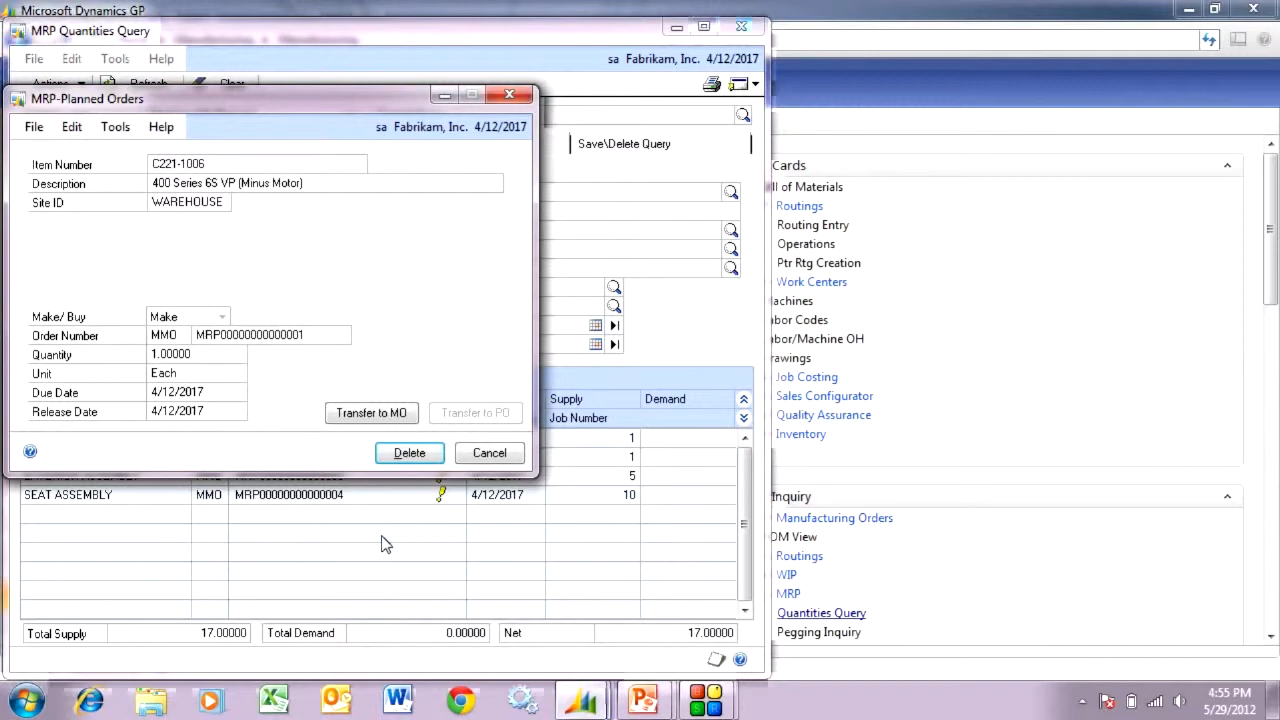 Microsoft Dynamics GP
MRP Quantities Query
File Edit Tools Help
sa Fabrikam, Inc. 4/12/2017
MRP-Planned Orders
File Edit Tools Help
sa Fabrikam, Inc. 4/12/2017
Save\Delete Query
Item Number C221-1006
Description 400 Series 6S VP (Minus Motor)
Site ID WAREHOUSE
Make/ Buy Make
Order Number MMO MRP00000000000001
Quantity 1.00000
Unit Each
Due Date 4/12/2017
Release Date 4/12/2017
Transfer to MO Transfer to PO
Delete Cancel
Supply Demand
Job Number
1
1
5
SEAT ASSEMBLY MMO MRP00000000000004 4/12/2017 10
Total Supply 17.00000 Total Demand 0.00000 Net 17.00000
Cards
ll of Materials
Routings
Routing Entry
Operations
Ptr Rtg Creation
Work Centers
achines
abor Codes
abor/Machine OH
rawings
Job Costing
Sales Configurator
Quality Assurance
Inventory
Inquiry
Manufacturing Orders
OM View
Routings
WIP
MRP
Quantities Query
Pegging Inquiry
4:55 PM
5/29/2012